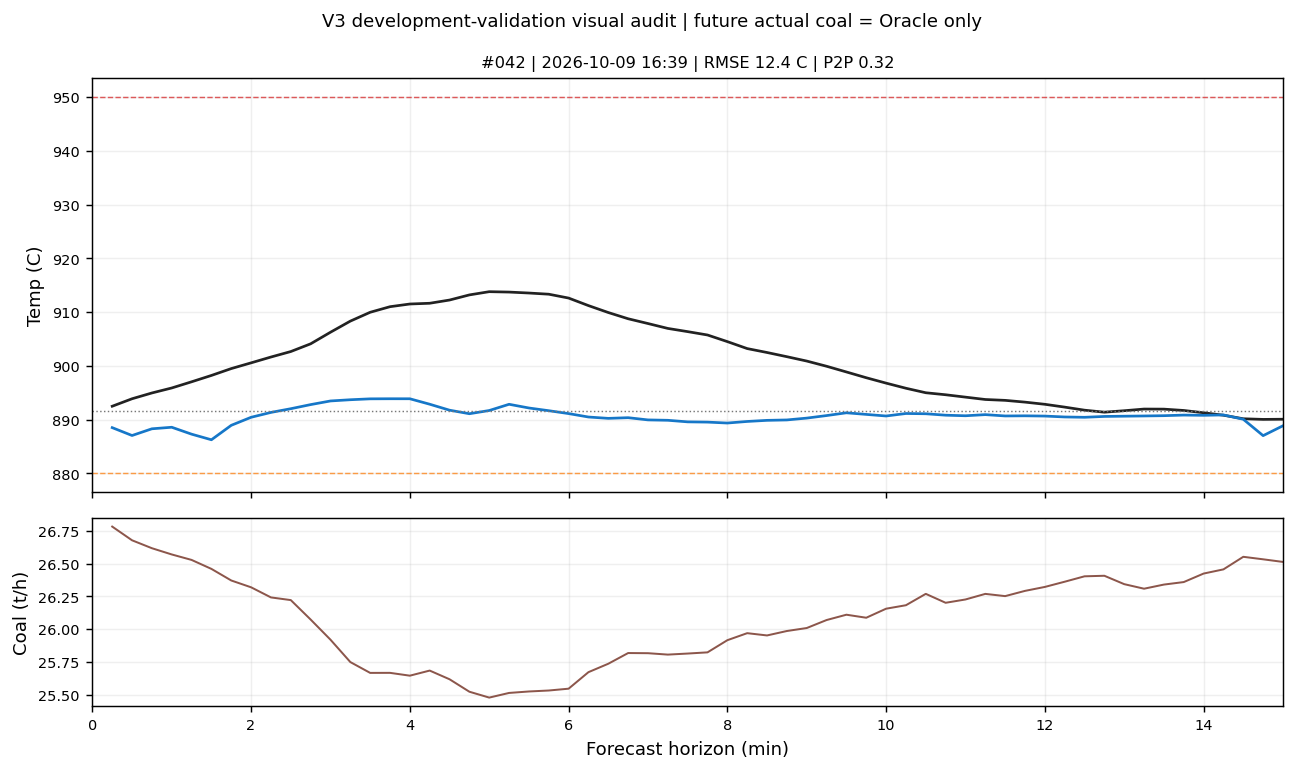 V3 development-validation visual audit | future actual coal = Oracle only
#042 | 2026-10-09 16:39 | RMSE 12.4 C | P2P 0.32
Temp (C)
950
940
930
920
910
900
890
880
Coal (t/h)
26.75
26.50
26.25
26.00
25.75
25.50
0 2 4 6 8 10 12 14
Forecast horizon (min)